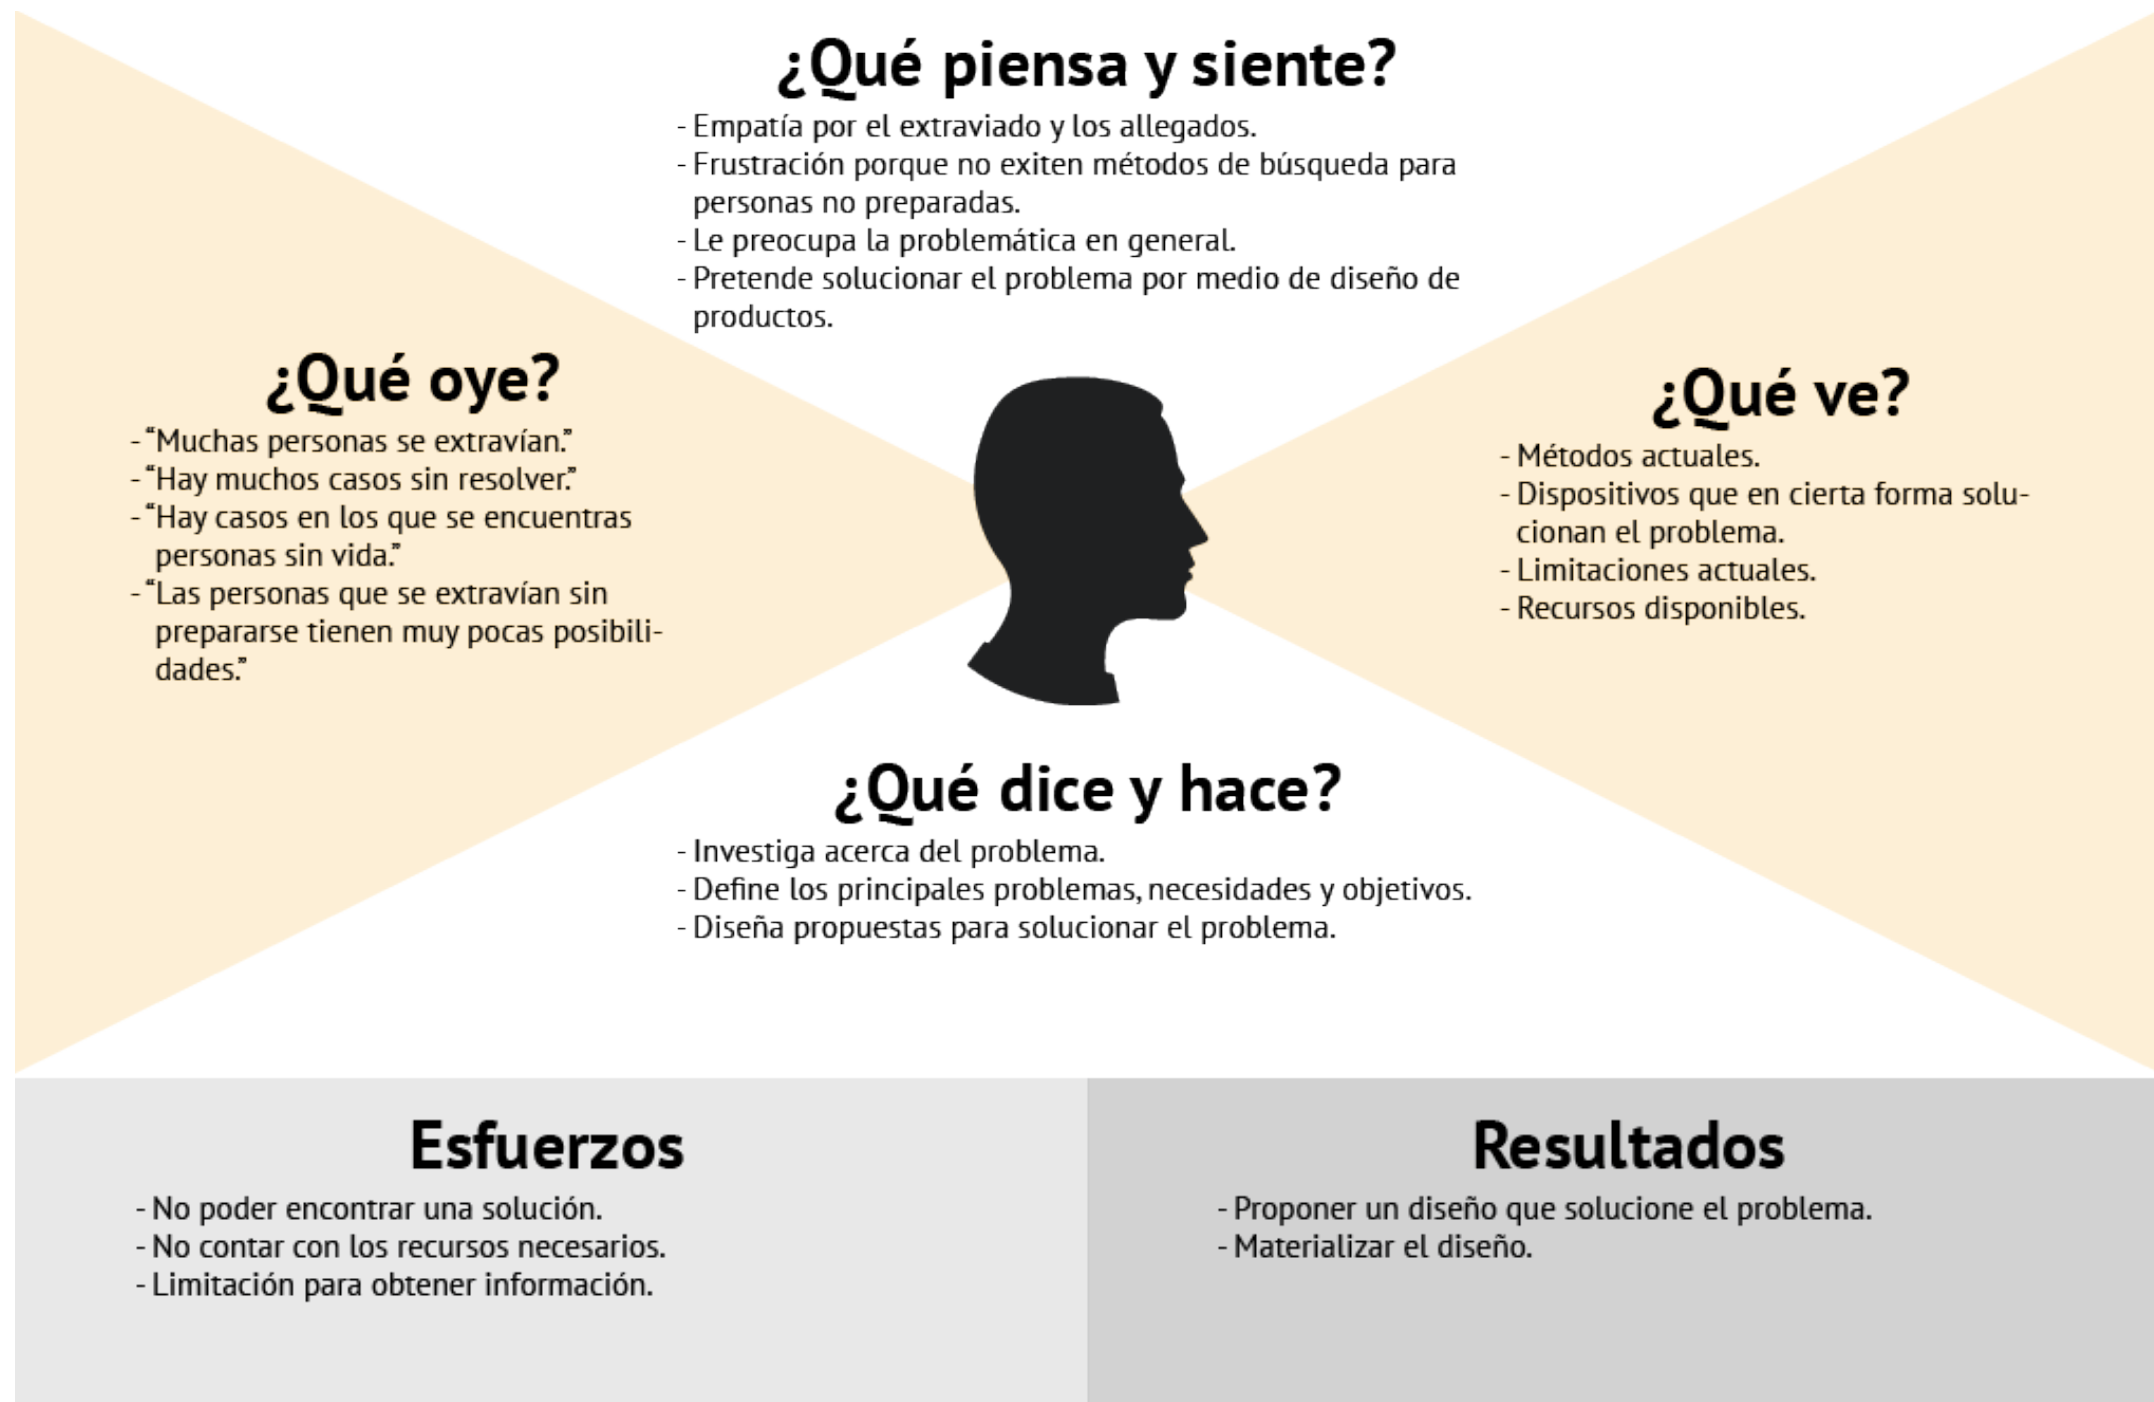 ¿Qué piensa y siente?
- Empatía por el extraviado y los allegados.
- Frustración porque no exiten métodos de búsqueda para
personas no preparadas.
- Le preocupa la problemática en general.
- Pretende solucionar el problema por medio de diseño de
productos.
¿Qué oye?
- “Muchas personas se extravían.”
- “Hay muchos casos sin resolver.”
- “Hay casos en los que se encuentras
personas sin vida.”
- “Las personas que se extravían sin
prepararse tienen muy pocas posibili-
dades.”
¿Qué ve?
- Métodos actuales.
- Dispositivos que en cierta forma solu-
cionan el problema.
- Limitaciones actuales.
- Recursos disponibles.
¿Qué dice y hace?
- Investiga acerca del problema.
- Define los principales problemas, necesidades y objetivos.
- Diseña propuestas para solucionar el problema.
Esfuerzos
- No poder encontrar una solución.
- No contar con los recursos necesarios.
- Limitación para obtener información.
Resultados
- Proponer un diseño que solucione el problema.
- Materializar el diseño.